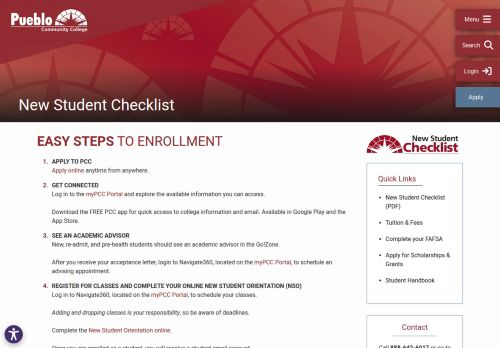 Pueblo
Community College
Menu
Search
Login
Apply
New Student Checklist
EASY STEPS TO ENROLLMENT
1. APPLY TO PCC
Apply online anytime from anywhere.
2. GET CONNECTED
Log in to the myPCC Portal and explore the available information you can access.
Download the FREE PCC app for quick access to college information and email. Available in Google Play and the
App Store.
3. SEE AN ACADEMIC ADVISOR
New, re-admit, and pre-health students should see an academic advisor in the Go!Zone.
After you receive your acceptance letter, login to Navigate360, located on the myPCC Portal, to schedule an
advising appointment.
4. REGISTER FOR CLASSES AND COMPLETE YOUR ONLINE NEW STUDENT ORIENTATION (NSO)
Log in to Navigate360, located on the myPCC Portal, to schedule your classes.
Adding and dropping classes is your responsibility, so be aware of deadlines.
Complete the New Student Orientation online.
New Student
Checklist
Quick Links
New Student Checklist
(PDF)
Tuition & Fees
Complete your FAFSA
Apply for Scholarships &
Grants
Student Handbook
Contact